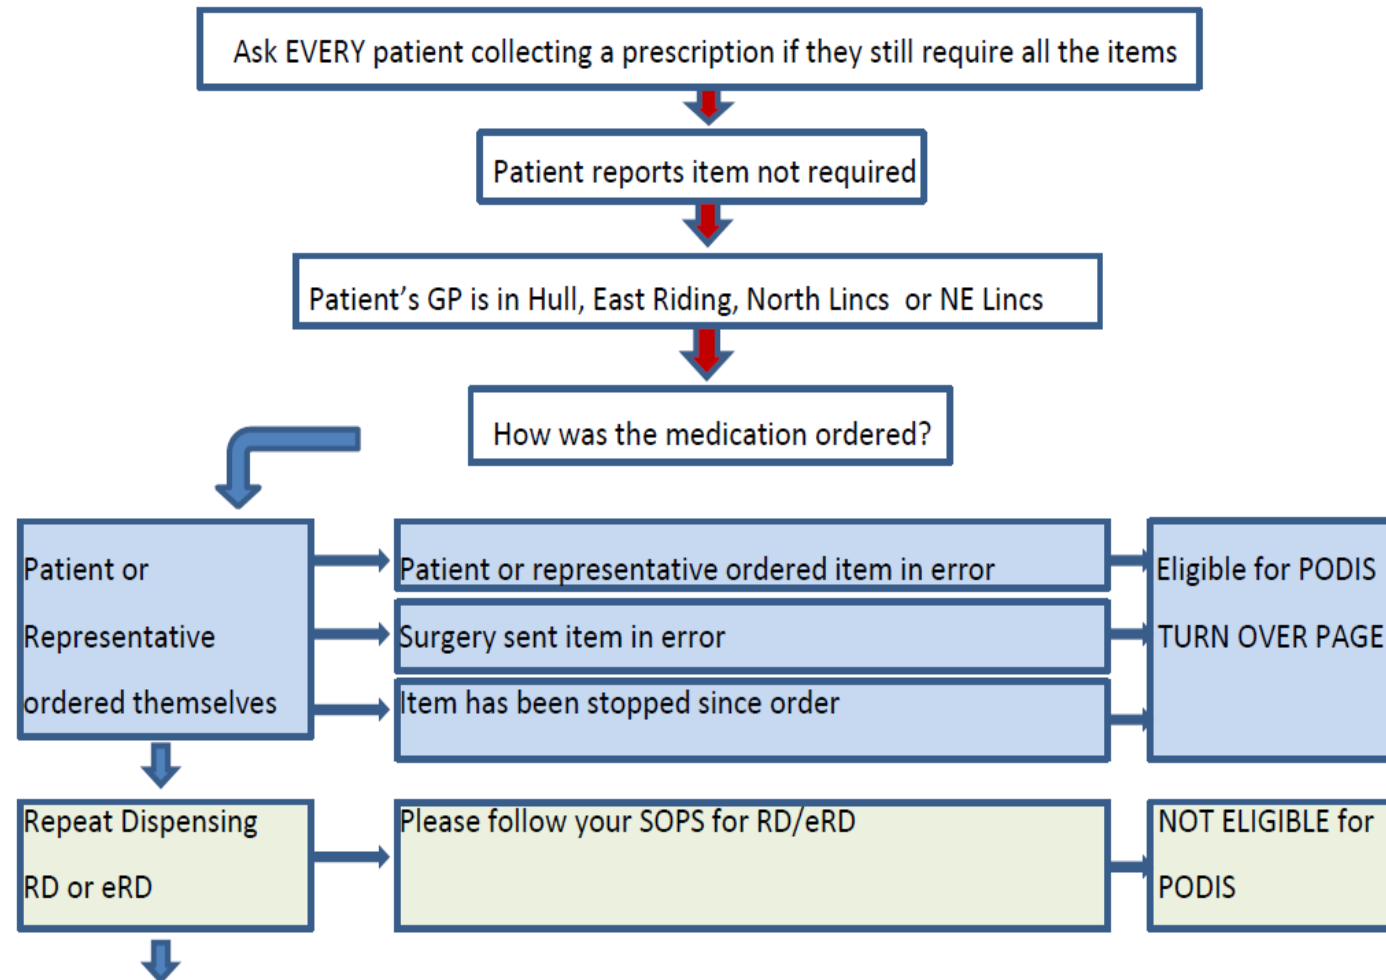 Ask EVERY patient collecting a prescription if they still require all the items
Patient reports item not required
Patient's GP is in Hull, East Riding, North Lincs or NE Lincs
How was the medication ordered?
Patient or
Representative
ordered themselves
Patient or representative ordered item in error
Surgery sent item in error
Item has been stopped since order
Eligible for PODIS
TURN OVER PAGE
Repeat Dispensing
RD or eRD
Please follow your SOPS for RD/eRD
NOT ELIGIBLE for
PODIS